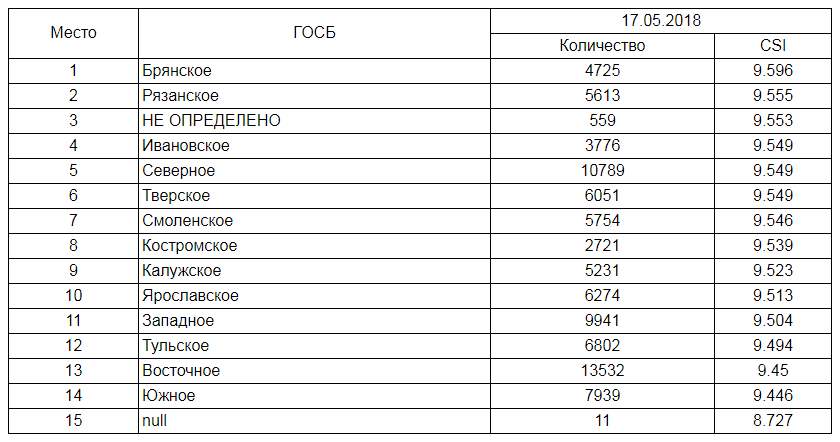 Место ГОСБ 17.05.2018
Количество CSI
1 Брянское 4725 9.596
2 Рязанское 5613 9.555
3 НЕ ОПРЕДЕЛЕНО 559 9.553
4 Ивановское 3776 9.549
5 Северное 10789 9.549
6 Тверское 6051 9.549
7 Смоленское 5754 9.546
8 Костромское 2721 9.539
9 Калужское 5231 9.523
10 Ярославское 6274 9.513
11 Западное 9941 9.504
12 Тульское 6802 9.494
13 Восточное 13532 9.45
14 Южное 7939 9.446
15 null 11 8.727